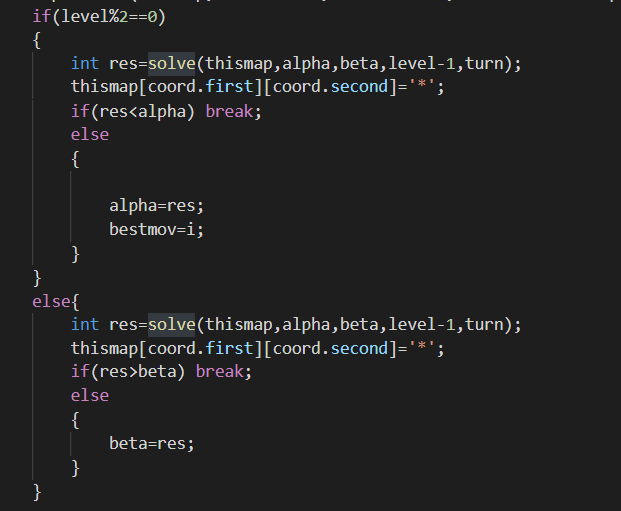 if(level%2==0)
{
int res=solve(thismap,alpha,beta,level-1,turn);
thismap[coord.first][coord.second]='*';
if(res<alpha) break;
else
{
alpha=res;
bestmov=i;
}
}
else{
int res=solve(thismap,alpha,beta,level-1,turn);
thismap[coord.first][coord.second]='*';
if(res>beta) break;
else
{
beta=res;
}
}